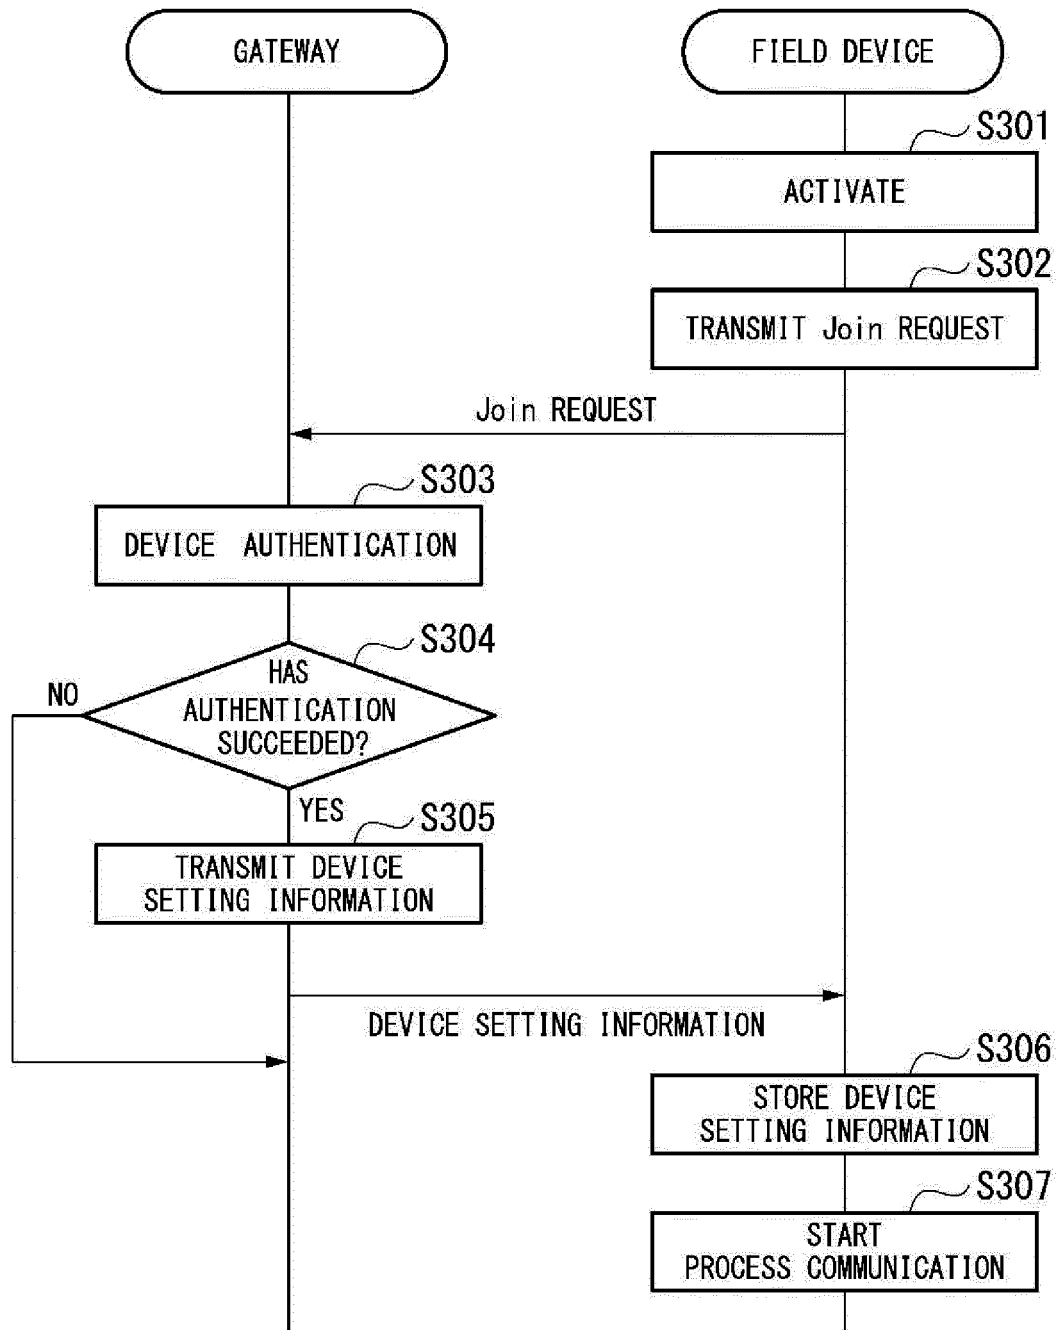 GATEWAY
FIELD DEVICE
S301
ACTIVATE
S302
TRANSMIT Join REQUEST
Join REQUEST
S303
DEVICE AUTHENTICATION
S304
HAS
AUTHENTICATION
SUCCEEDED?
NO
YES
S305
TRANSMIT DEVICE
SETTING INFORMATION
DEVICE SETTING INFORMATION
S306
STORE DEVICE
SETTING INFORMATION
S307
START
PROCESS COMMUNICATION